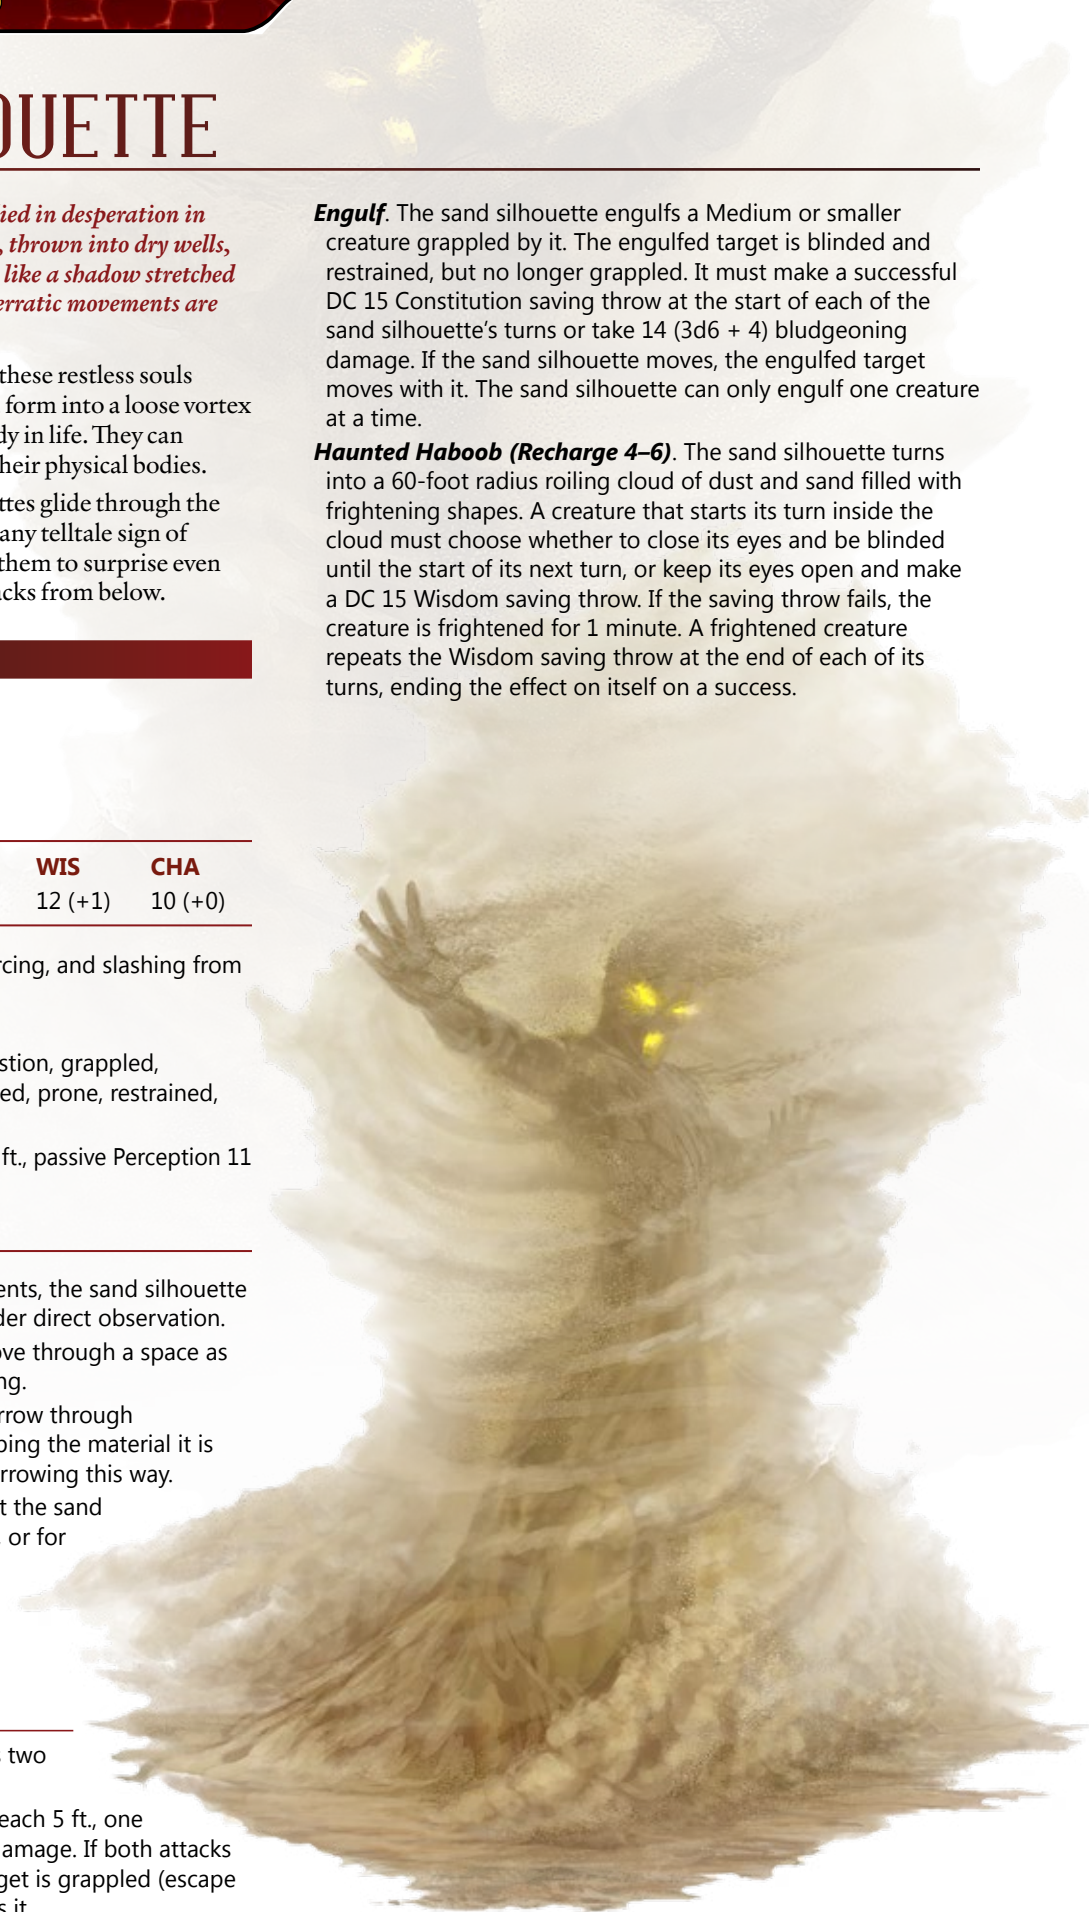 OUETTE
ied in desperation in
, thrown into dry wells,
like a shadow stretched
erratic movements are
these restless souls
form into a loose vortex
dy in life. They can
heir physical bodies.
ttes glide through the
any telltale sign of
them to surprise even
cks from below.
WIS CHA
12 (+1) 10 (+0)
rcing, and slashing from
stion, grappled,
ed, prone, restrained,
ft., passive Perception 11
ents, the sand silhouette
der direct observation.
ove through a space as
ng.
rrow through
bing the material it is
rrowing this way.
t the sand
or for
s two
each 5 ft., one
amage. If both attacks
get is grappled (escape
s it
Engulf. The sand silhouette engulfs a Medium or smaller
creature grappled by it. The engulfed target is blinded and
restrained, but no longer grappled. It must make a successful
DC 15 Constitution saving throw at the start of each of the
sand silhouette's turns or take 14 (3d6 + 4) bludgeoning
damage. If the sand silhouette moves, the engulfed target
moves with it. The sand silhouette can only engulf one creature
at a time.
Haunted Haboob (Recharge 4–6). The sand silhouette turns
into a 60-foot radius roiling cloud of dust and sand filled with
frightening shapes. A creature that starts its turn inside the
cloud must choose whether to close its eyes and be blinded
until the start of its next turn, or keep its eyes open and make
a DC 15 Wisdom saving throw. If the saving throw fails, the
creature is frightened for 1 minute. A frightened creature
repeats the Wisdom saving throw at the end of each of its
turns, ending the effect on itself on a success.